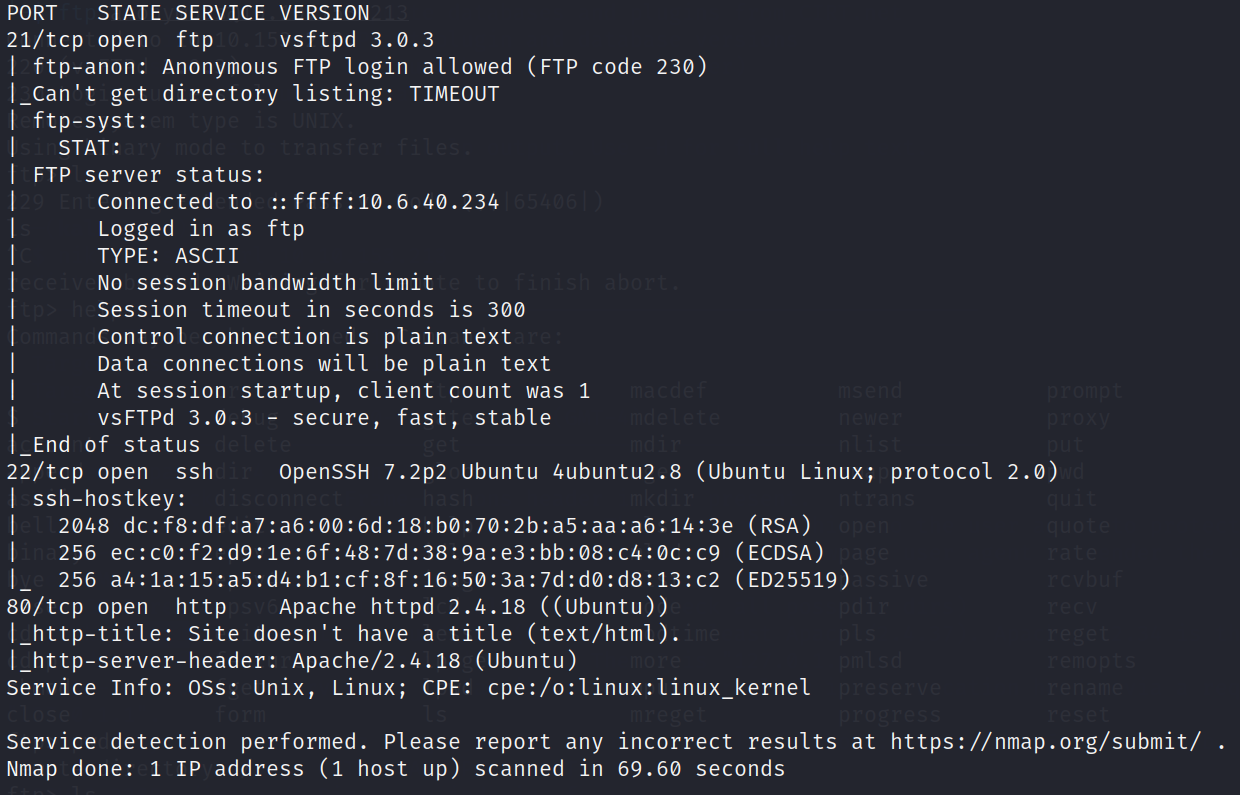 PORT   STATE SERVICE VERSION
21/tcp open  ftp     vsftpd 3.0.3
| ftp-anon: Anonymous FTP login allowed (FTP code 230)
|_Can't get directory listing: TIMEOUT
| ftp-syst:
|   STAT:
| FTP server status:
|      Connected to ::ffff:10.6.40.234
|      Logged in as ftp
|      TYPE: ASCII
|      No session bandwidth limit
|      Session timeout in seconds is 300
|      Control connection is plain text
|      Data connections will be plain text
|      At session startup, client count was 1
|      vsFTPd 3.0.3 - secure, fast, stable
|_End of status
22/tcp open  ssh     OpenSSH 7.2p2 Ubuntu 4ubuntu2.8 (Ubuntu Linux; protocol 2.0)
| ssh-hostkey:
|   2048 dc:f8:df:a7:a6:00:6d:18:b0:70:2b:a5:aa:a6:14:3e (RSA)
|   256 ec:c0:f2:d9:1e:6f:48:7d:38:9a:e3:bb:08:c4:0c:c9 (ECDSA)
|_  256 a4:1a:15:a5:d4:b1:cf:8f:16:50:3a:7d:d0:d8:13:c2 (ED25519)
80/tcp open  http    Apache httpd 2.4.18 ((Ubuntu))
|_http-title: Site doesn't have a title (text/html).
|_http-server-header: Apache/2.4.18 (Ubuntu)
Service Info: OSs: Unix, Linux; CPE: cpe:/o:linux:linux_kernel

Service detection performed. Please report any incorrect results at https://nmap.org/submit/ .
Nmap done: 1 IP address (1 host up) scanned in 69.60 seconds